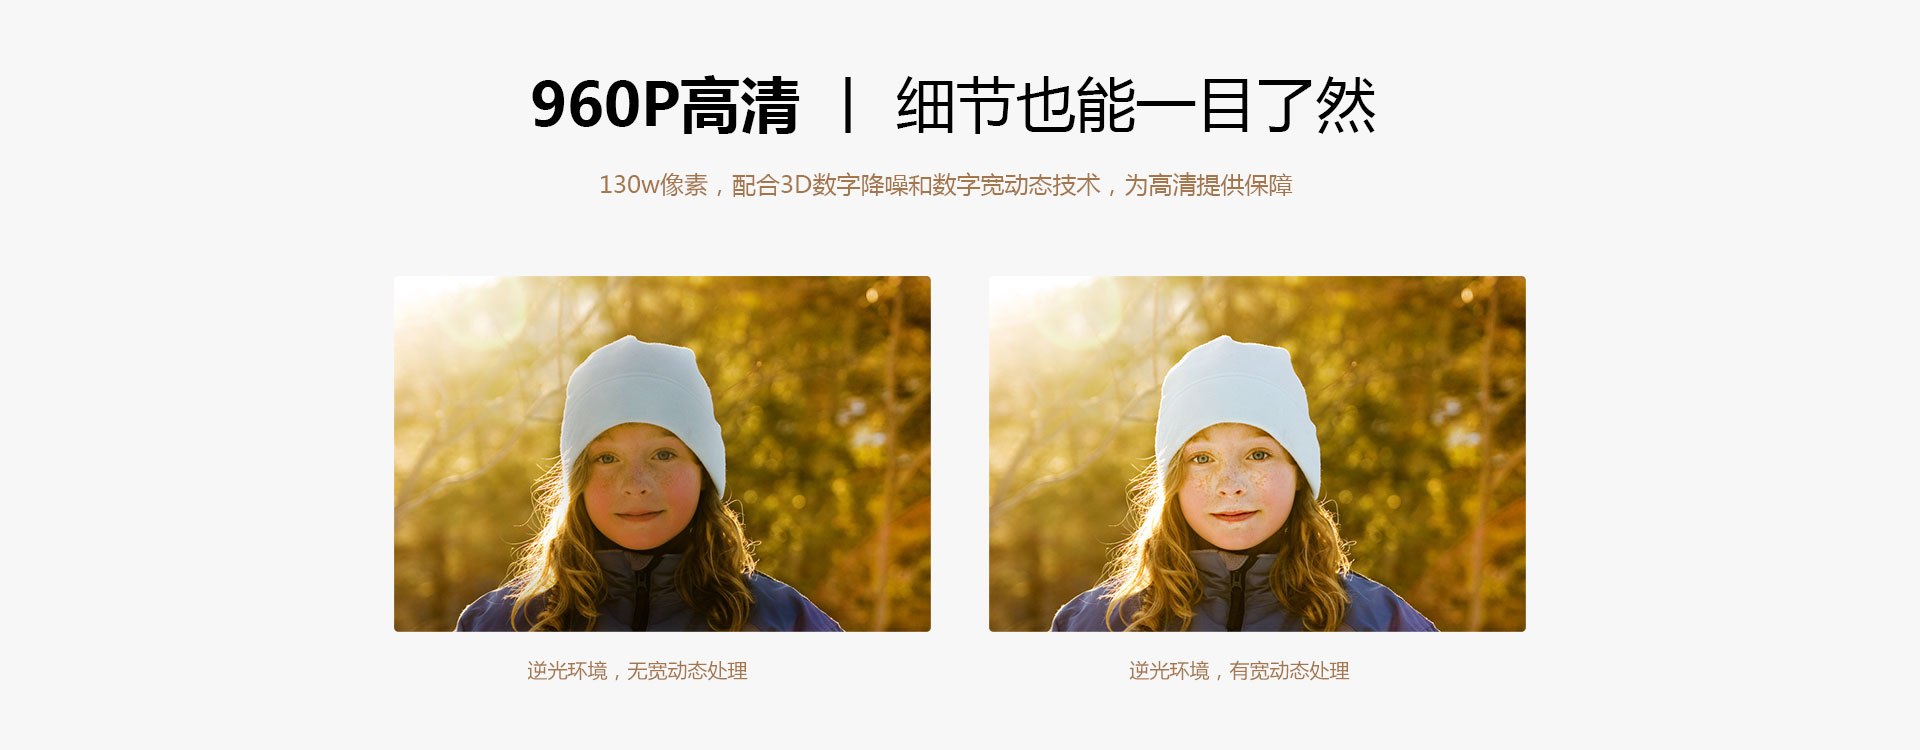 960P高清 | 细节也能一目了然
130w像素，配合3D数字降噪和数字宽动态技术，为高清提供保障
逆光环境，无宽动态处理
逆光环境，有宽动态处理